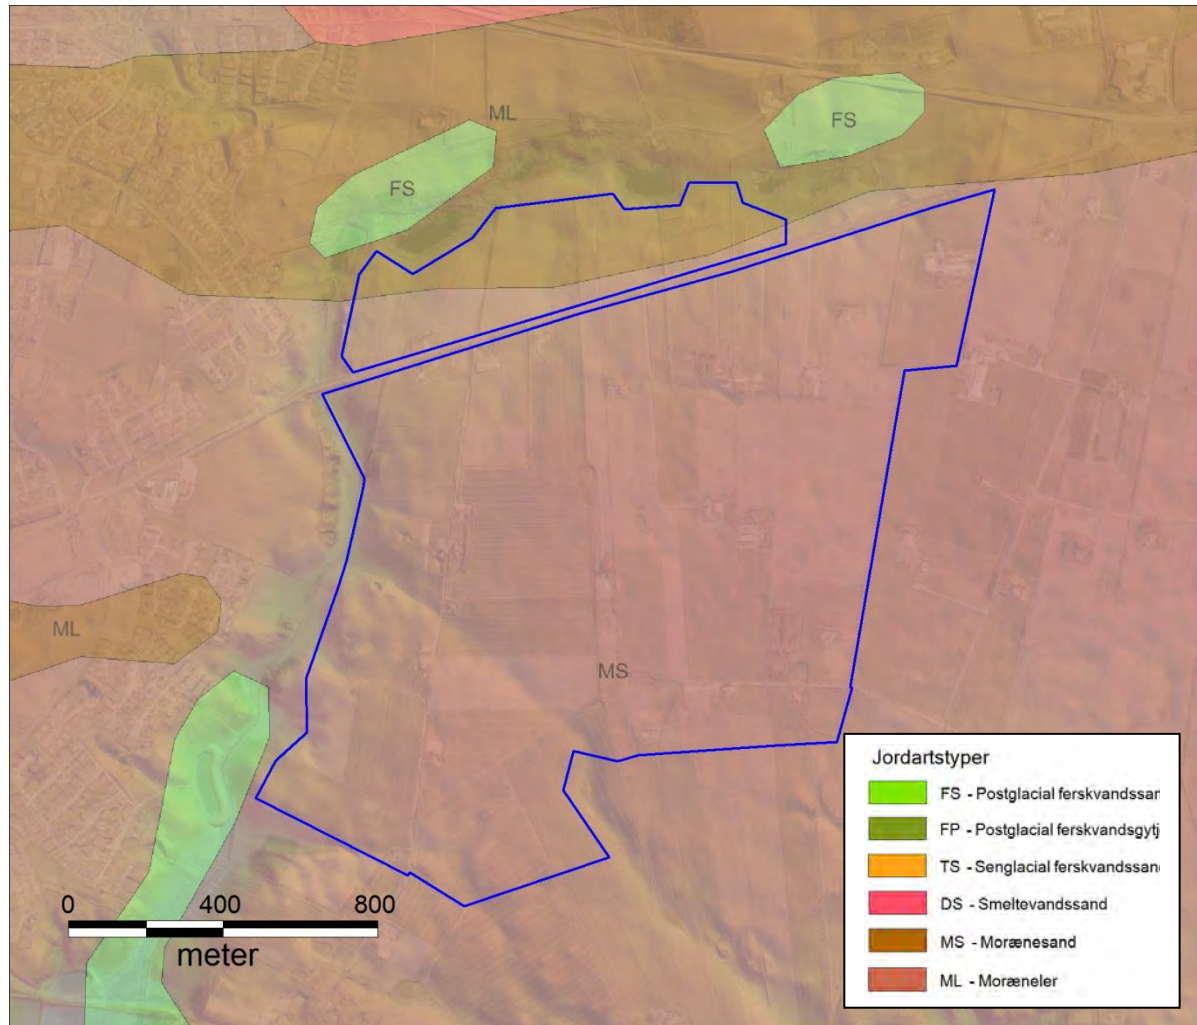 ML
FS
FS
ML
MS
0 400 800
meter
Jordartstyper
FS - Postglacial ferskvandssan
FP - Postglacial ferskvandsgytj
TS - Senglacial ferskvandssand
DS - Smeltevandssand
MS - Morænesand
ML - Moræneler